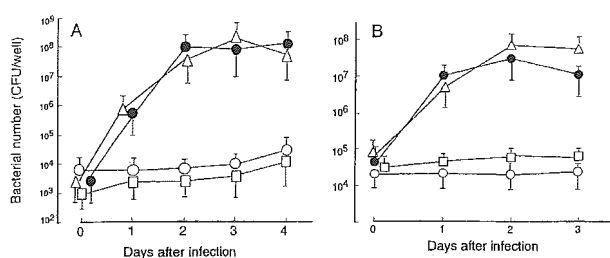 A
B
Bacterial number (CFU/well)
10⁹
10⁸
10⁷
10⁶
10⁵
10⁴
10³
10²
0 1 2 3 4
Days after infection
10⁸
10⁷
10⁶
10⁵
10⁴
0 1 2 3
Days after infection